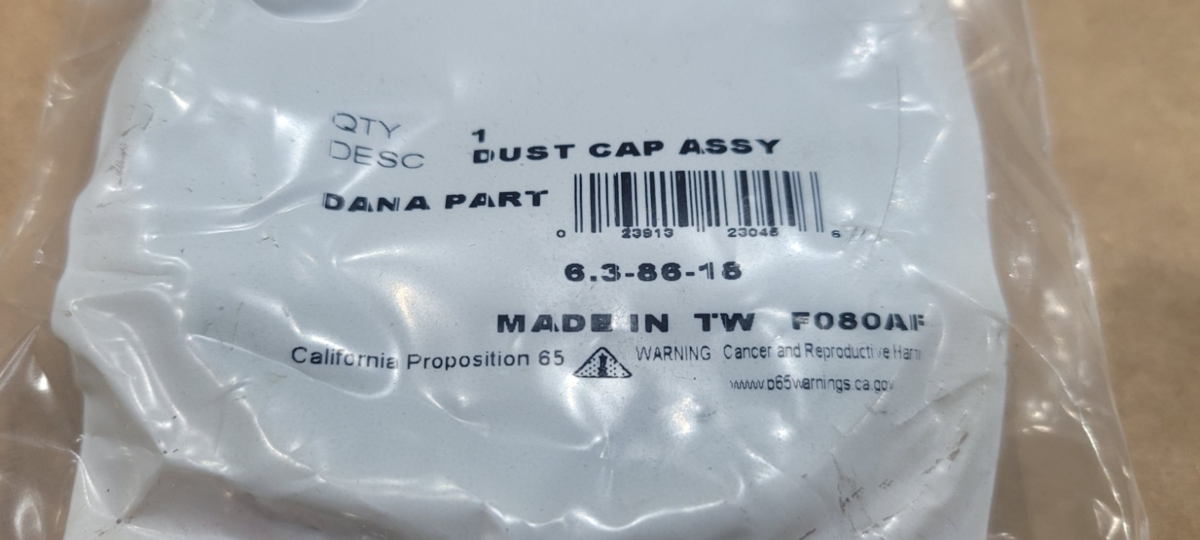 QTY 1
DESC DUST CAP ASSY
DANA PART
0 23913 23046 6
6.3-86-18
MADE IN TW F080AF
California Proposition 65 WARNING Cancer and Reproductive Harm
www.p65warnings.ca.gov